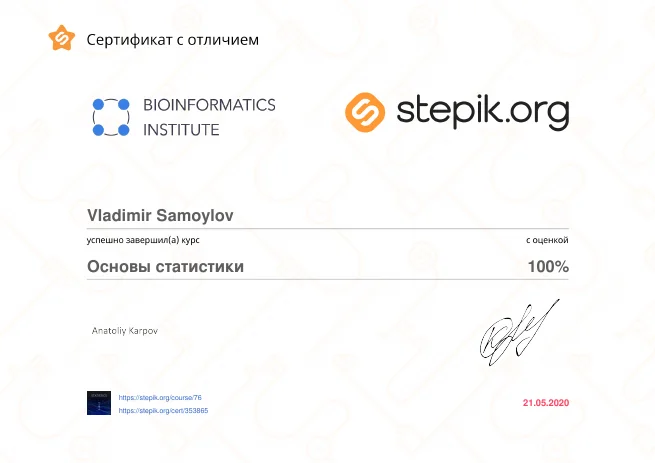 Сертификат с отличием
BIOINFORMATICS
INSTITUTE
stepik.org
Vladimir Samoylov
успешно завершил(а) курс
с оценкой
Основы статистики
100%
Anatoliy Karpov
https://stepik.org/course/76
https://stepik.org/cert/353865
21.05.2020